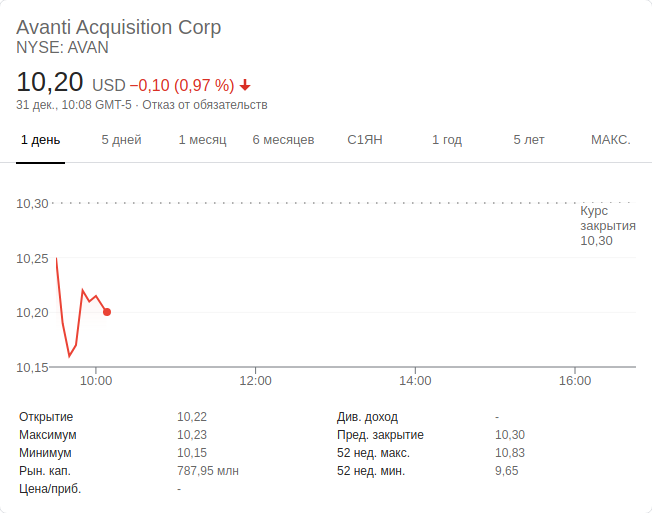 Avanti Acquisition Corp
NYSE: AVAN
10,20 USD −0,10 (0,97 %)
31 дек., 10:08 GMT-5 · Отказ от обязательств
1 день 5 дней 1 месяц 6 месяцев С1ЯН 1 год 5 лет МАКС.
10,30
Курс
закрытия
10,30
10,25
10,20
10,15
10:00 12:00 14:00 16:00
Открытие 10,22 Див. доход -
Максимум 10,23 Пред. закрытие 10,30
Минимум 10,15 52 нед. макс. 10,83
Рын. кап. 787,95 млн 52 нед. мин. 9,65
Цена/приб. -